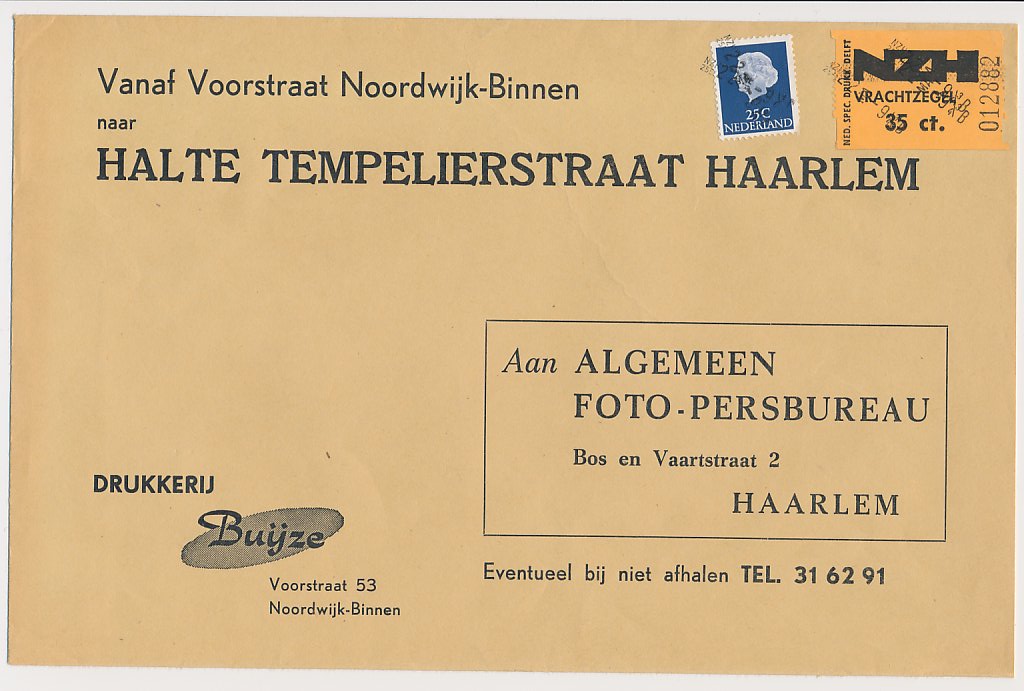 Vanaf Voorstraat Noordwijk-Binnen
naar
HALTE TEMPELIERSTRAAT HAARLEM
25C
NEDERLAND
NED. SPEC. DRUKK. DELFT
NZH
VRACHTZEGEL
35 ct.
012882
Aan ALGEMEEN
FOTO-PERSBUREAU
Bos en Vaartstraat 2
HAARLEM
DRUKKERIJ
Buijze
Voorstraat 53
Noordwijk-Binnen
Eventueel bij niet afhalen TEL. 31 62 91